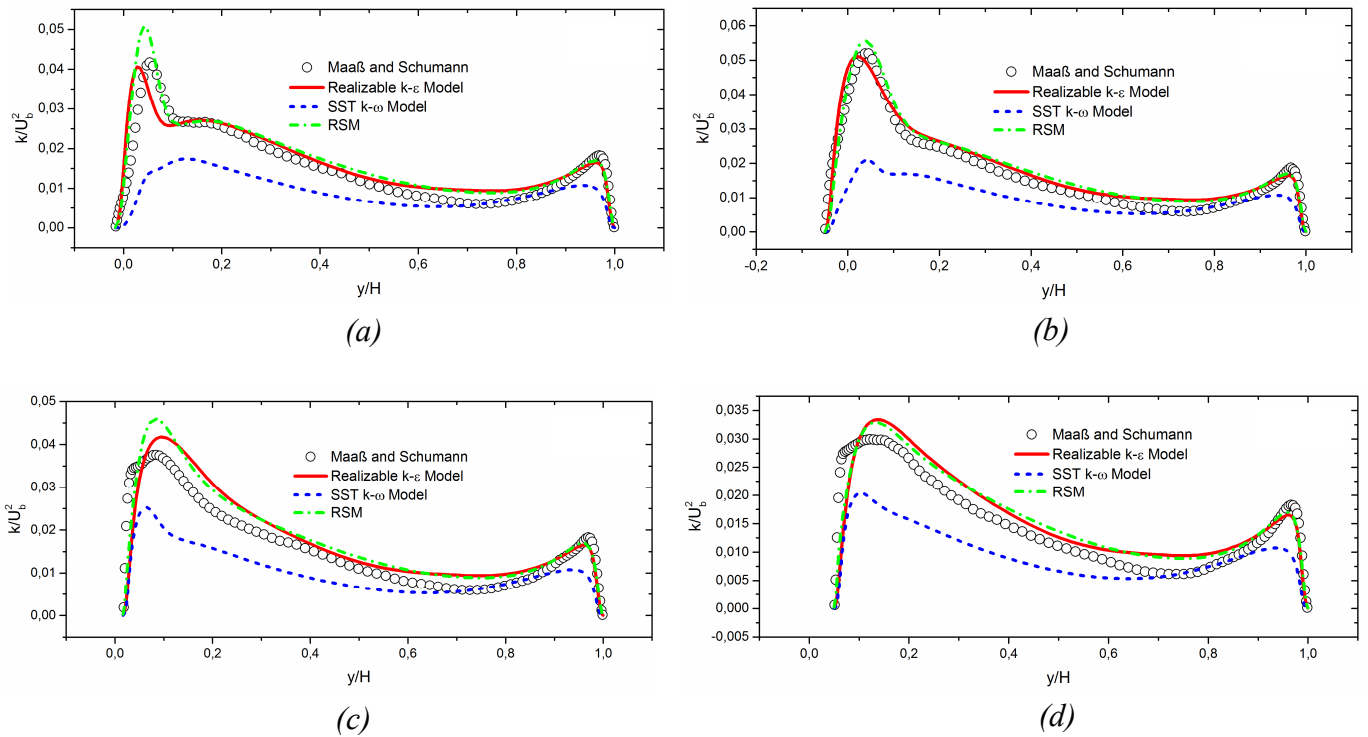 0,05
0,04
0,03
0,02
0,01
0,00
k/U_b^2
Maaß and Schumann
Realizable k-ε Model
SST k-ω Model
RSM
0,0 0,2 0,4 0,6 0,8 1,0
y/H
(a)
0,06
0,05
0,04
0,03
0,02
0,01
0,00
k/U_b^2
Maaß and Schumann
Realizable k-ε Model
SST k-ω Model
RSM
-0,2 0,0 0,2 0,4 0,6 0,8 1,0
y/H
(b)
0,05
0,04
0,03
0,02
0,01
0,00
k/U_b^2
Maaß and Schumann
Realizable k-ε Model
SST k-ω Model
RSM
0,0 0,2 0,4 0,6 0,8 1,0
y/H
(c)
0,035
0,030
0,025
0,020
0,015
0,010
0,005
0,000
-0,005
k/U_b^2
Maaß and Schumann
Realizable k-ε Model
SST k-ω Model
RSM
0,0 0,2 0,4 0,6 0,8 1,0
y/H
(d)